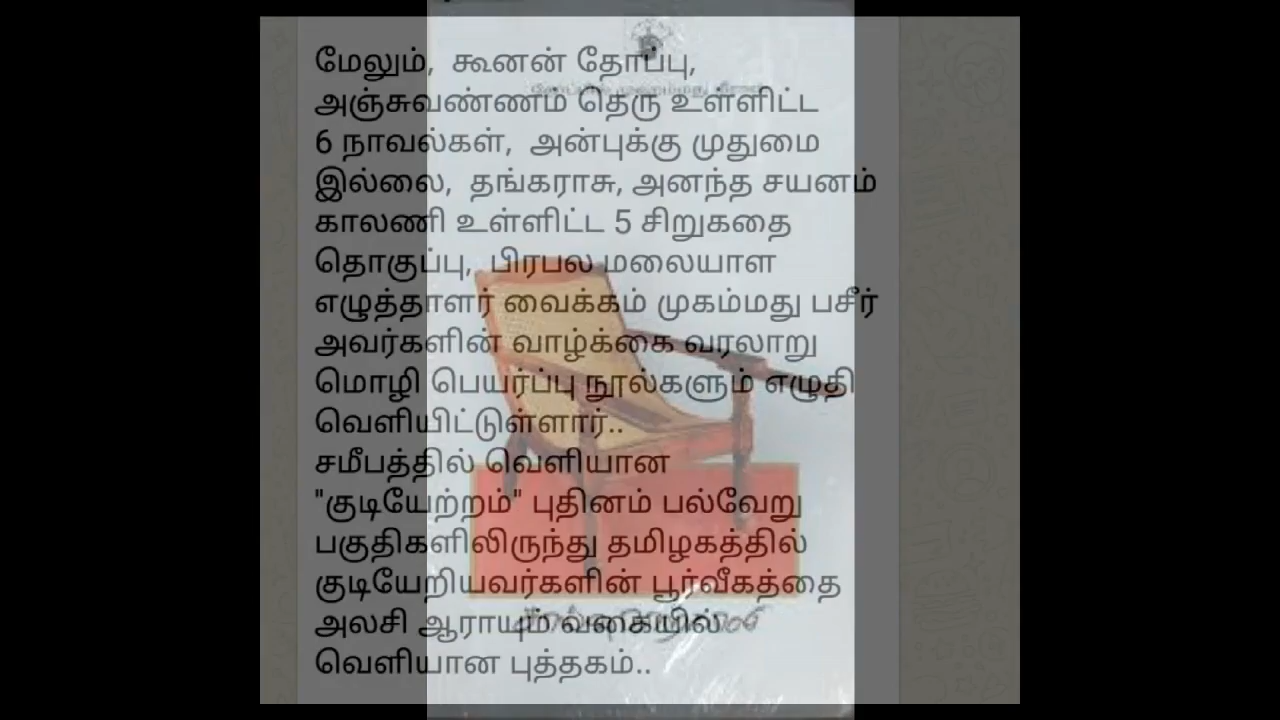 மேலும், கூனன் தோப்பு,
அஞ்சுவண்ணம் தெரு உள்ளிட்ட
6 நாவல்கள், அன்புக்கு முதுமை
இல்லை, தங்கராசு, அனந்த சயனம்
காலணி உள்ளிட்ட 5 சிறுகதை
தொகுப்பு, பிரபல மலையாள
எழுத்தாளர் வைக்கம் முகம்மது பசீர்
அவர்களின் வாழ்க்கை வரலாறு
மொழி பெயர்ப்பு நூல்களும் எழுதி
வெளியிட்டுள்ளார்..
சமீபத்தில் வெளியான
"குடியேற்றம்" புதினம் பல்வேறு
பகுதிகளிலிருந்து தமிழகத்தில்
குடியேறியவர்களின் பூர்வீகத்தை
அலசி ஆராயும் வகையில்
வெளியான புத்தகம்..